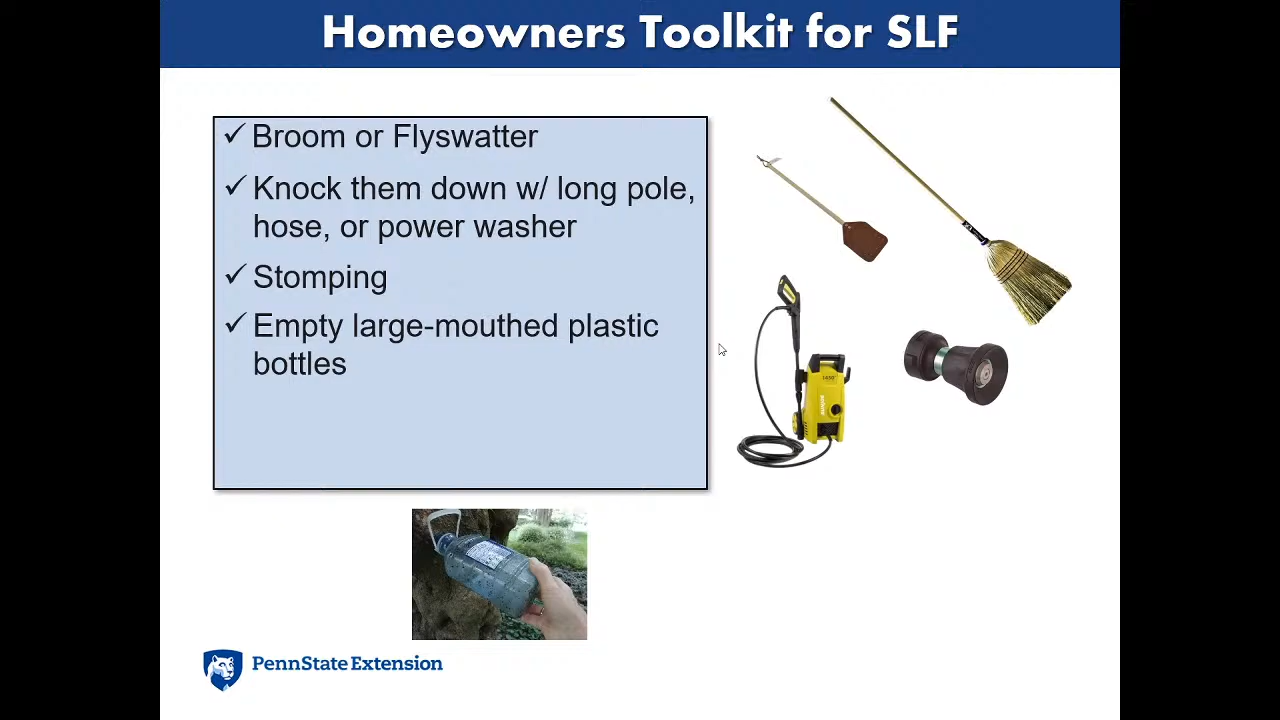 Homeowners Toolkit for SLF
✓ Broom or Flyswatter
✓ Knock them down w/ long pole,
hose, or power washer
✓ Stomping
✓ Empty large-mouthed plastic
bottles
PennState Extension